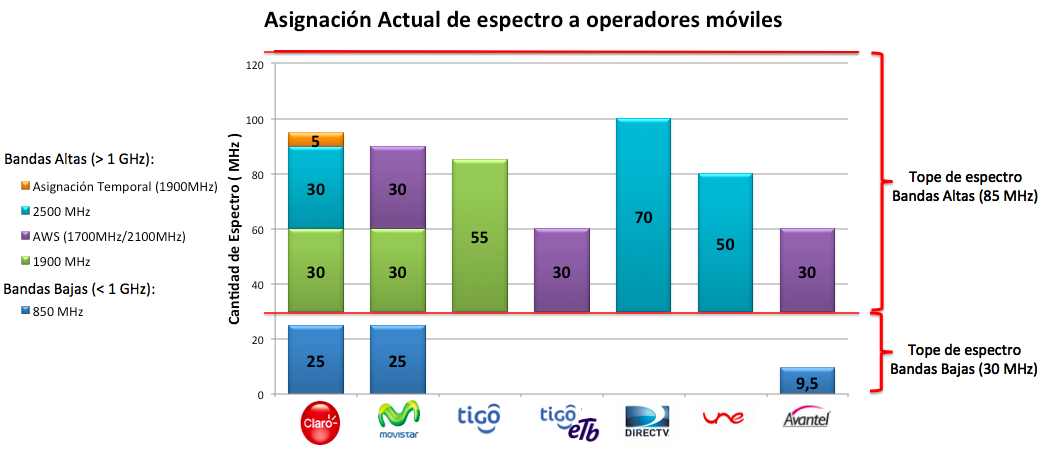 Asignación Actual de espectro a operadores móviles
Bandas Altas (> 1 GHz):
Asignación Temporal (1900MHz)
2500 MHz
AWS (1700MHz/2100MHz)
1900 MHz
Bandas Bajas (< 1 GHz):
850 MHz
Cantidad de Espectro ( MHz )
120
100
80
60
40
20
0
5
30
30
25
30
30
25
55
30
70
50
30
9,5
Claro
movistar
tigo
tigo
eTb
DIRECTV
une
Avantel
Tope de espectro
Bandas Altas (85 MHz)
Tope de espectro
Bandas Bajas (30 MHz)